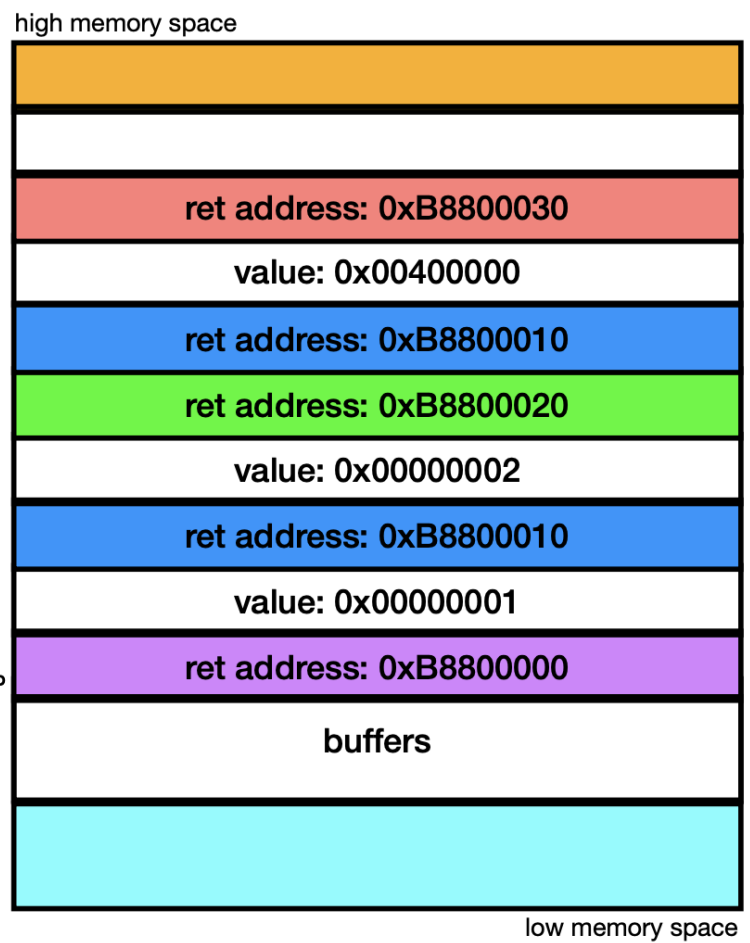 high memory space
ret address: 0xB8800030
value: 0x00400000
ret address: 0xB8800010
ret address: 0xB8800020
value: 0x00000002
ret address: 0xB8800010
value: 0x00000001
ret address: 0xB8800000
buffers
low memory space